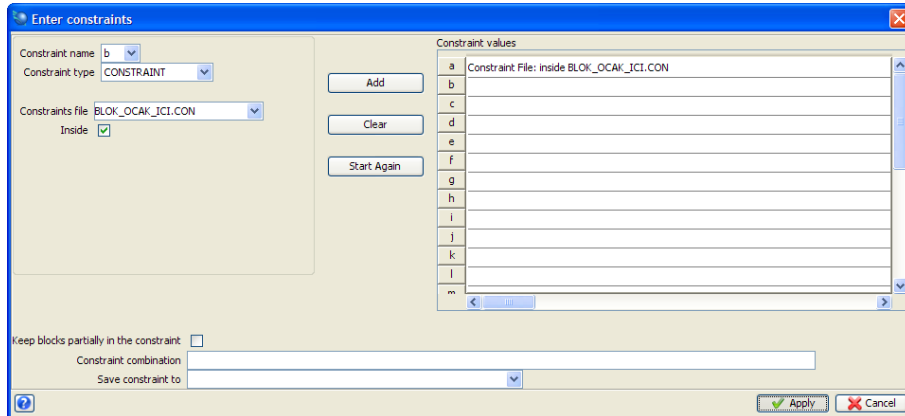 Enter constraints
Constraint name b
Constraint type CONSTRAINT
Constraints file BLOK_OCAK_ICI.CON
Inside
Add
Clear
Start Again
Constraint values
a Constraint File: inside BLOK_OCAK_ICI.CON
b
c
d
e
f
g
h
i
j
k
l
m
Keep blocks partially in the constraint
Constraint combination
Save constraint to
? Apply Cancel